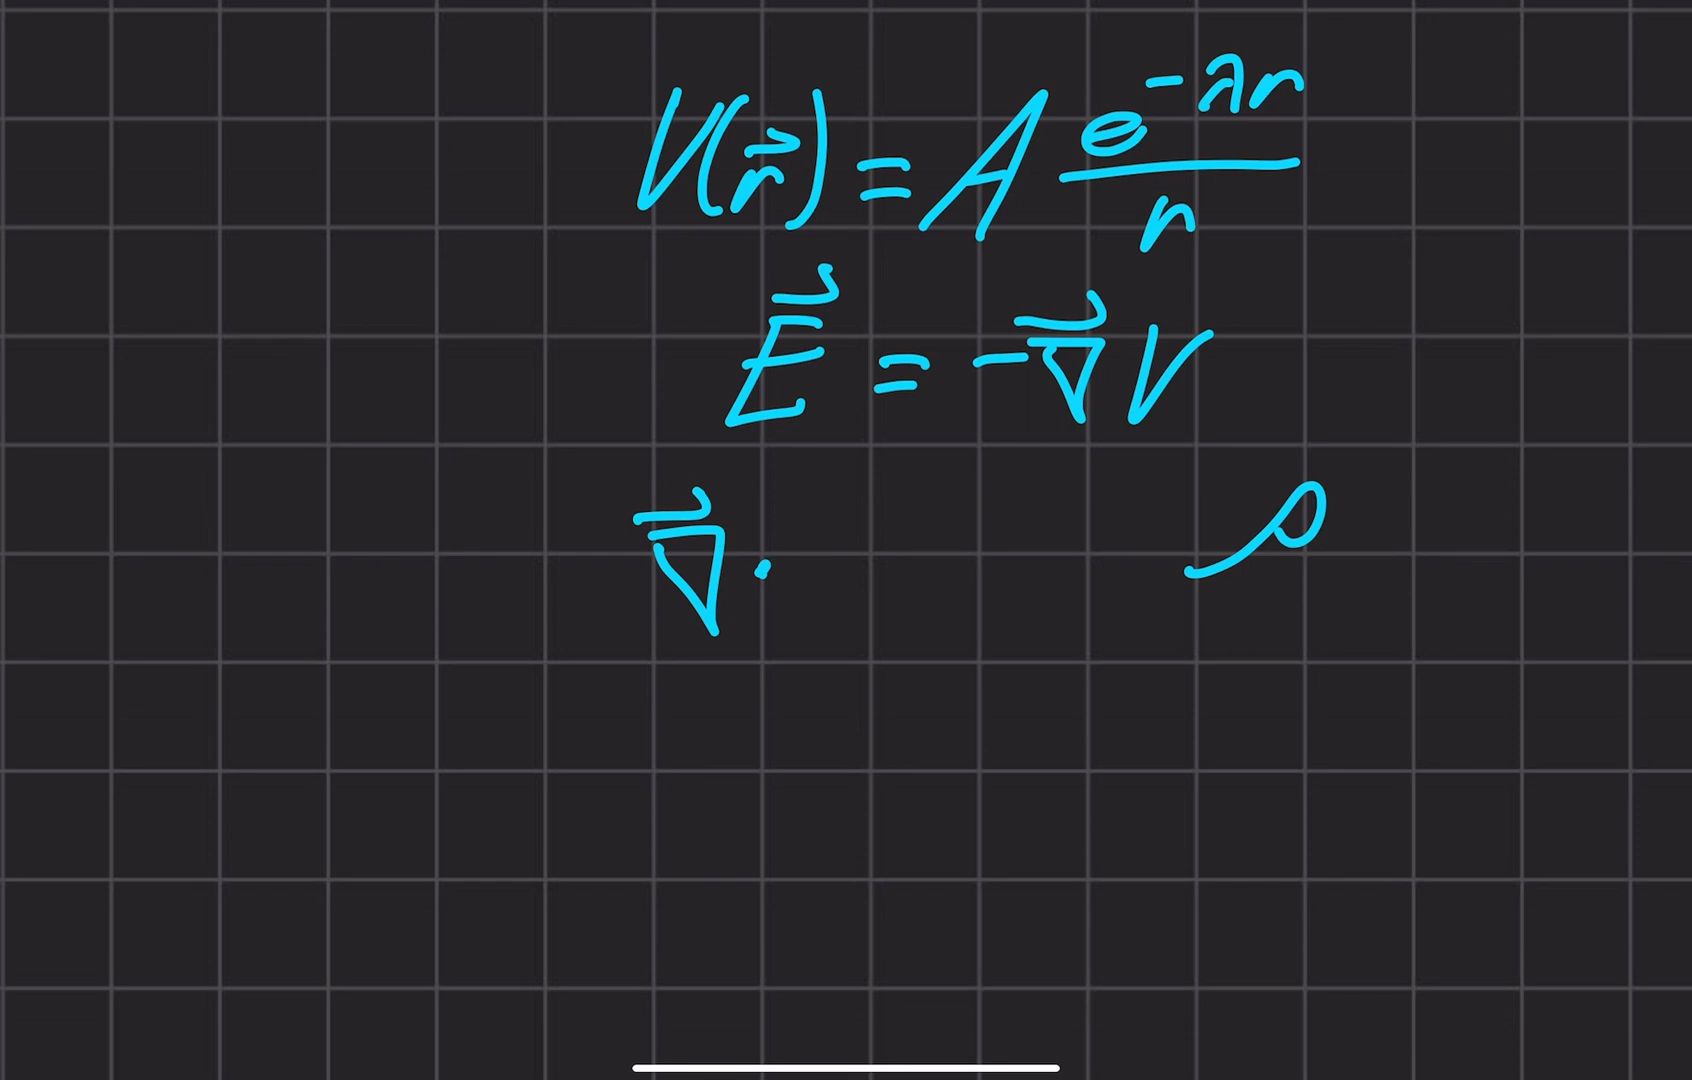 V(r⃗) = A e^{-λr}/r
E⃗ = -∇⃗V
∇⃗ · ρ